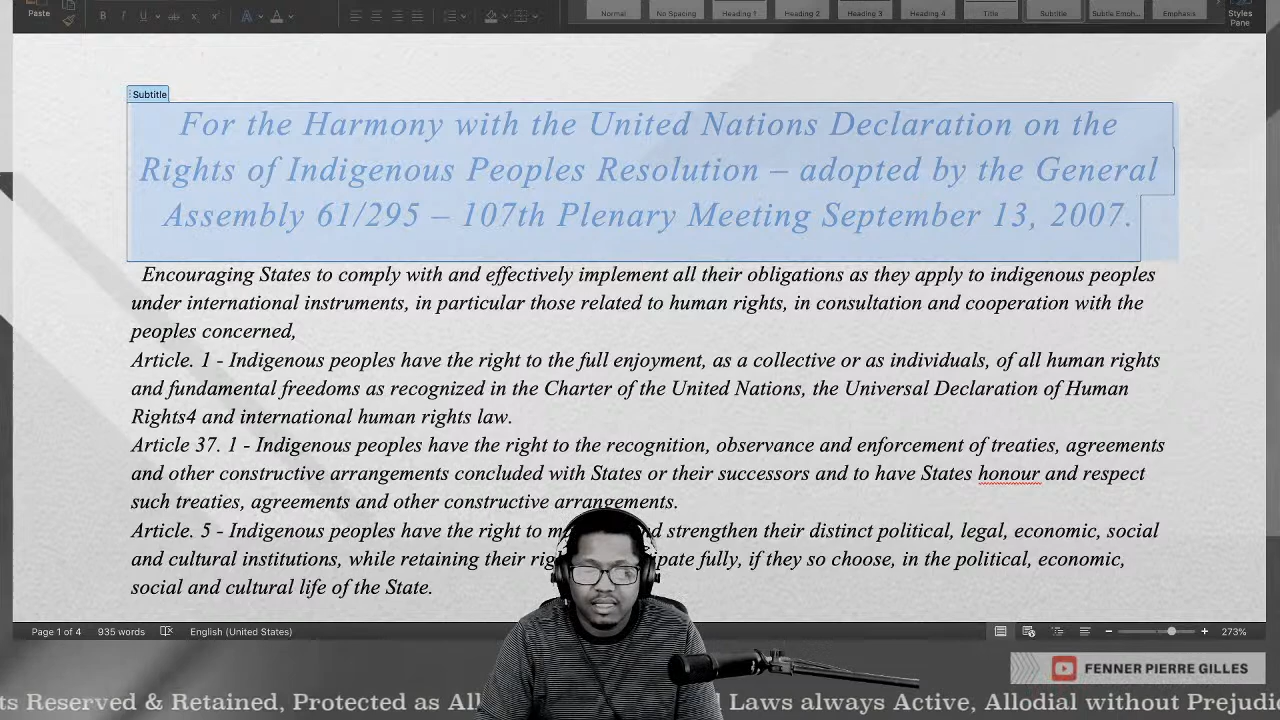 Paste
B I U ab A A
Normal No Spacing Heading 1 Heading 2 Heading 3 Heading 4 Title Subtitle Subtle Emph... Emphasis Styles Pane
Subtitle
For the Harmony with the United Nations Declaration on the
Rights of Indigenous Peoples Resolution – adopted by the General
Assembly 61/295 – 107th Plenary Meeting September 13, 2007.
Encouraging States to comply with and effectively implement all their obligations as they apply to indigenous peoples
under international instruments, in particular those related to human rights, in consultation and cooperation with the
peoples concerned,
Article. 1 - Indigenous peoples have the right to the full enjoyment, as a collective or as individuals, of all human rights
and fundamental freedoms as recognized in the Charter of the United Nations, the Universal Declaration of Human
Rights4 and international human rights law.
Article 37. 1 - Indigenous peoples have the right to the recognition, observance and enforcement of treaties, agreements
and other constructive arrangements concluded with States or their successors and to have States honour and respect
such treaties, agreements and other constructive arrangements.
Article. 5 - Indigenous peoples have the right to m d strengthen their distinct political, legal, economic, social
and cultural institutions, while retaining their rig pate fully, if they so choose, in the political, economic,
social and cultural life of the State.
Page 1 of 4 935 words English (United States) 273%
FENNER PIERRE GILLES
ts Reserved & Retained, Protected as All Laws always Active, Allodial without Prejudi